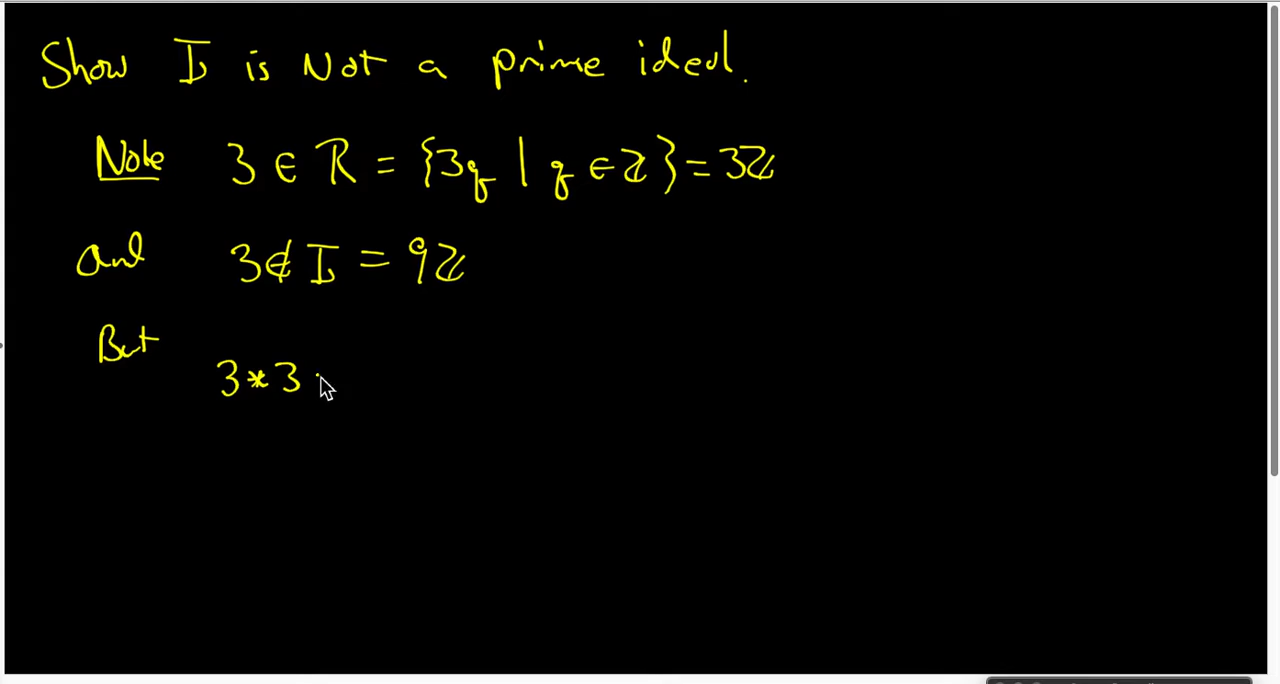 Show I is Not a prime ideal.
Note 3 ∈ R = {3q | q ∈ ℤ} = 3ℤ
and 3 ∉ I = 9ℤ
But
3 * 3